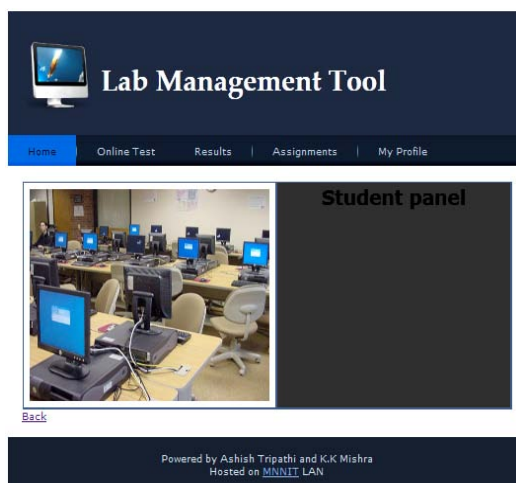 Lab Management Tool
Home Online Test Results Assignments My Profile
Student panel
Back
Powered by Ashish Tripathi and K.K Mishra
Hosted on MNNIT LAN